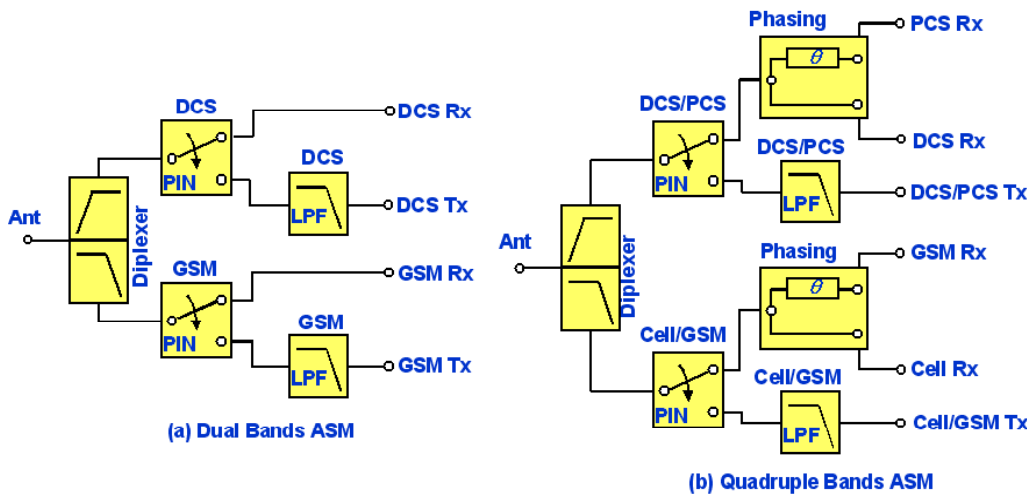 DCS
DCS Rx
DCS
PIN
LPF
DCS Tx
Ant
Diplexer
GSM
GSM Rx
GSM
PIN
LPF
GSM Tx
(a) Dual Bands ASM
Phasing
PCS Rx
θ
DCS/PCS
DCS Rx
DCS/PCS
PIN
LPF
DCS/PCS Tx
Ant
Diplexer
Phasing
GSM Rx
θ
Cell/GSM
Cell Rx
Cell/GSM
PIN
LPF
Cell/GSM Tx
(b) Quadruple Bands ASM